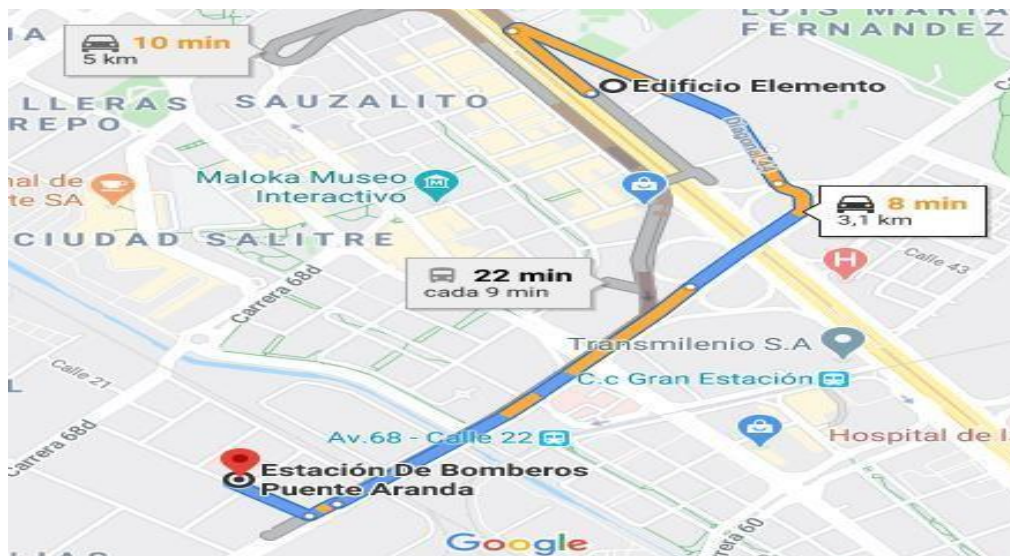 LUIS MARIA
FERNANDEZ
10 min
5 km
Edificio Elemento
LLERAS
REPO
SAUZALITO
Diagonal 44
Maloka Museo
Interactivo
8 min
3,1 km
CIUDAD SALITRE
Calle 43
22 min
cada 9 min
Carrera 68d
Transmilenio S.A
Calle 21
C.c Gran Estación
Av.68 - Calle 22
Hospital de
Carrera 68d
Estación De Bomberos
Puente Aranda
Carrera 60
Google